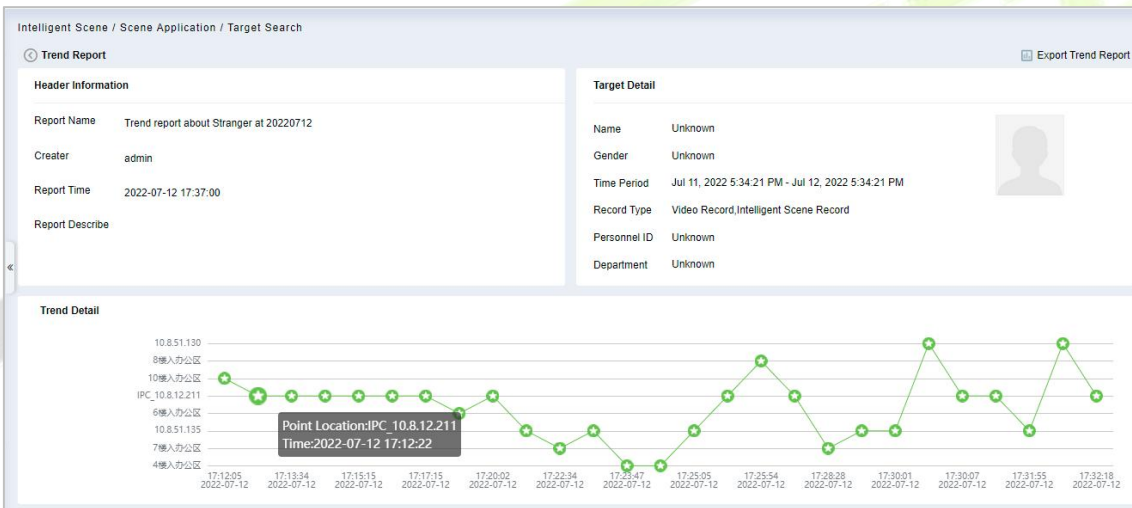 Intelligent Scene / Scene Application / Target Search
Trend Report
Export Trend Report
Header Information
Report Name Trend report about Stranger at 20220712
Creater admin
Report Time 2022-07-12 17:37:00
Report Describe
Target Detail
Name Unknown
Gender Unknown
Time Period Jul 11, 2022 5:34:21 PM - Jul 12, 2022 5:34:21 PM
Record Type Video Record,Intelligent Scene Record
Personnel ID Unknown
Department Unknown
«
Trend Detail
10.8.51.130
8楼入办公区
10楼入办公区
IPC_10.8.12.211
6楼入办公区
10.8.51.135
7楼入办公区
4楼入办公区
Point Location:IPC_10.8.12.211
Time:2022-07-12 17:12:22
17:12:05 17:13:34 17:15:15 17:17:15 17:20:02 17:22:34 17:23:47 17:25:05 17:25:54 17:28:28 17:30:01 17:30:07 17:31:55 17:32:18
2022-07-12 2022-07-12 2022-07-12 2022-07-12 2022-07-12 2022-07-12 2022-07-12 2022-07-12 2022-07-12 2022-07-12 2022-07-12 2022-07-12 2022-07-12 2022-07-12